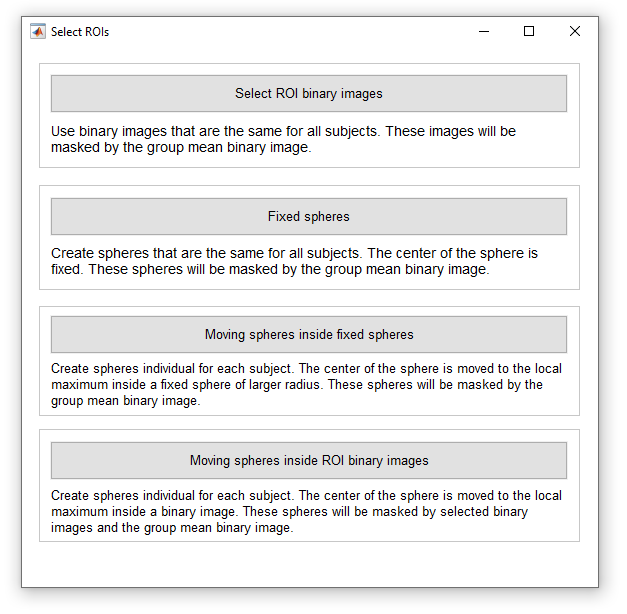 Select ROIs
Select ROI binary images
Use binary images that are the same for all subjects. These images will be
masked by the group mean binary image.
Fixed spheres
Create spheres that are the same for all subjects. The center of the sphere is
fixed. These spheres will be masked by the group mean binary image.
Moving spheres inside fixed spheres
Create spheres individual for each subject. The center of the sphere is moved to the local
maximum inside a fixed sphere of larger radius. These spheres will be masked by the
group mean binary image.
Moving spheres inside ROI binary images
Create spheres individual for each subject. The center of the sphere is moved to the local
maximum inside a binary image. These spheres will be masked by selected binary
images and the group mean binary image.